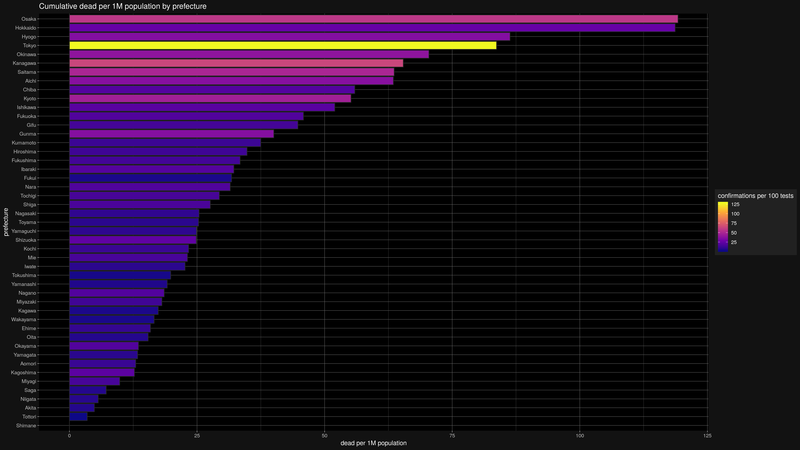 Cumulative dead per 1M population by prefecture
Osaka
Hokkaido
Hyogo
Tokyo
Okinawa
Kanagawa
Saitama
Aichi
Chiba
Kyoto
Ishikawa
Fukuoka
Gifu
Gunma
Kumamoto
Hiroshima
Fukushima
Ibaraki
Fukui
Nara
Tochigi
Shiga
Nagasaki
Toyama
Yamaguchi
Shizuoka
Kochi
Mie
Iwate
Tokushima
Yamanashi
Nagano
Miyazaki
Kagawa
Wakayama
Ehime
Oita
Okayama
Yamagata
Aomori
Kagoshima
Miyagi
Saga
Niigata
Akita
Tottori
Shimane
prefecture
0 25 50 75 100 125
dead per 1M population
confirmations per 100 tests
125
100
75
50
25